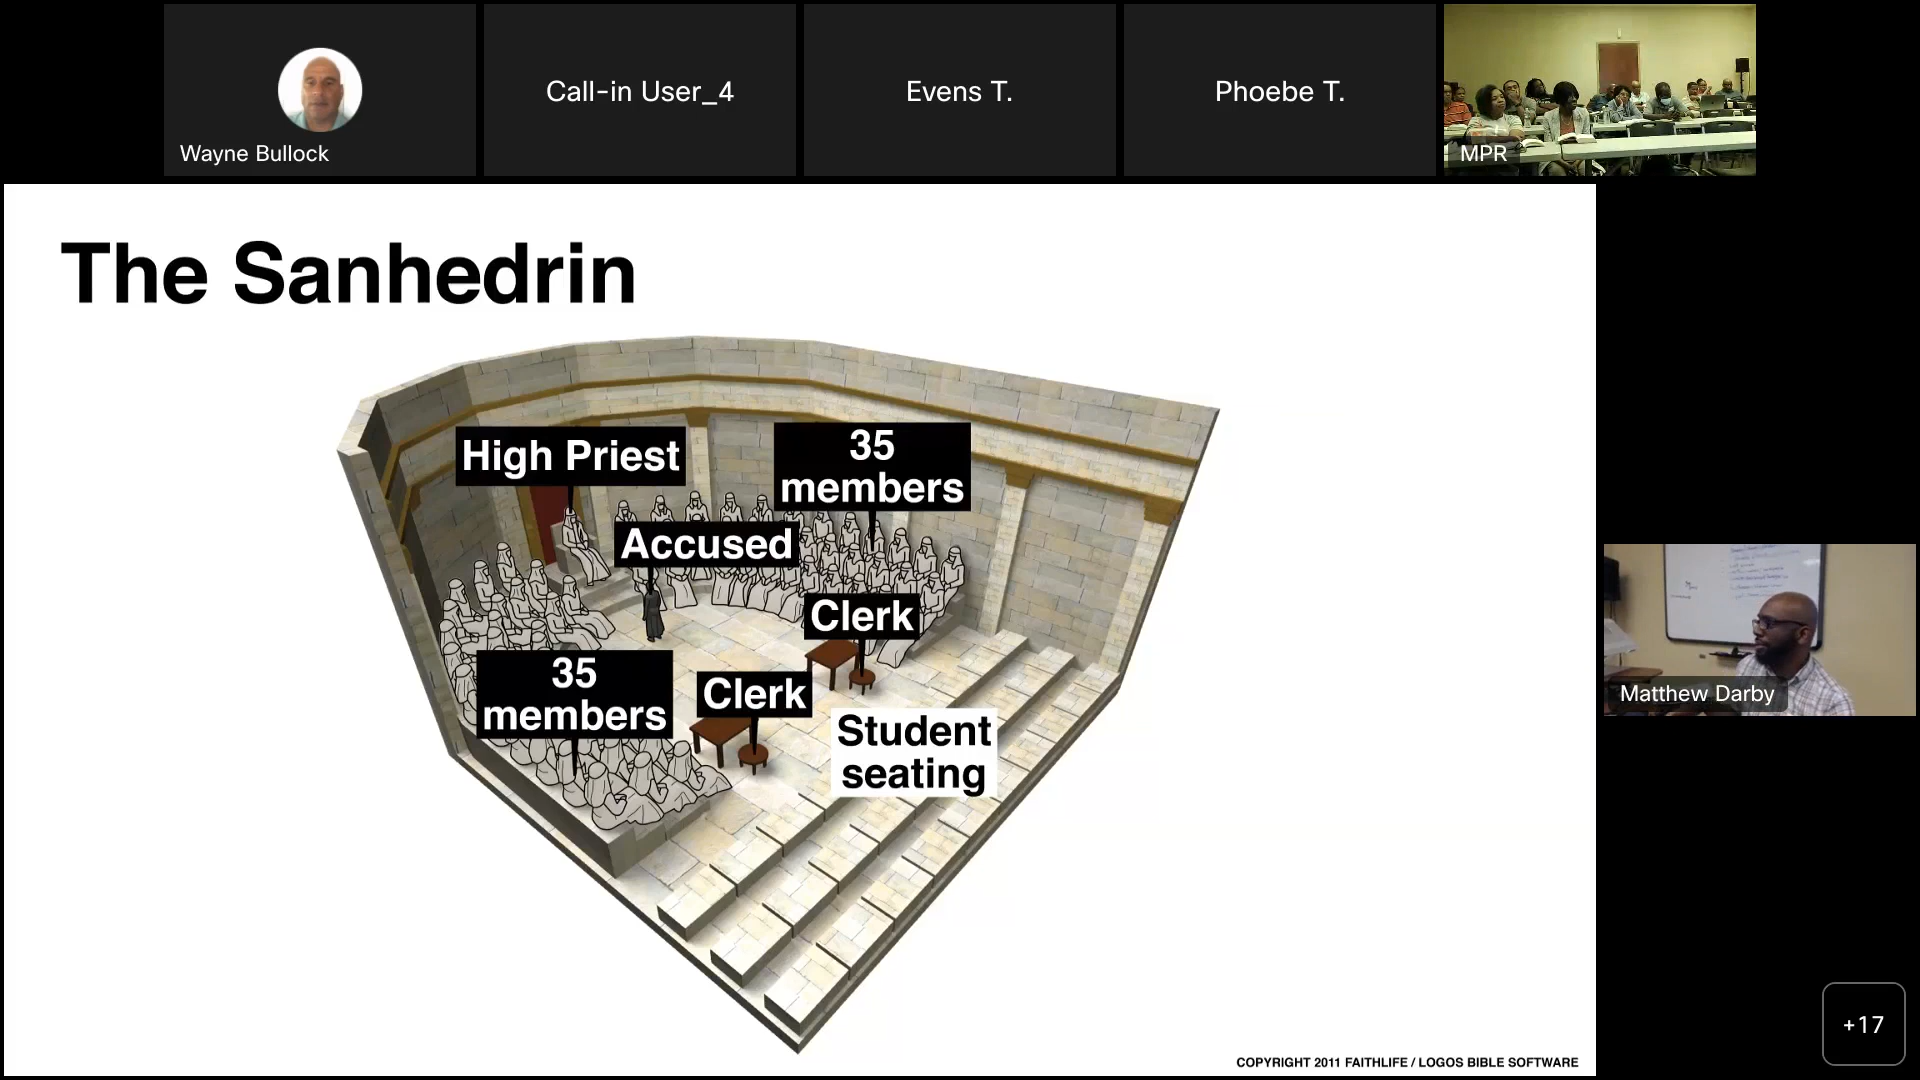 Wayne Bullock
Call-in User_4
Evens T.
Phoebe T.
MPR
The Sanhedrin
High Priest
35
members
Accused
Clerk
35
members
Clerk
Student
seating
Matthew Darby
+17
COPYRIGHT 2011 FAITHLIFE / LOGOS BIBLE SOFTWARE